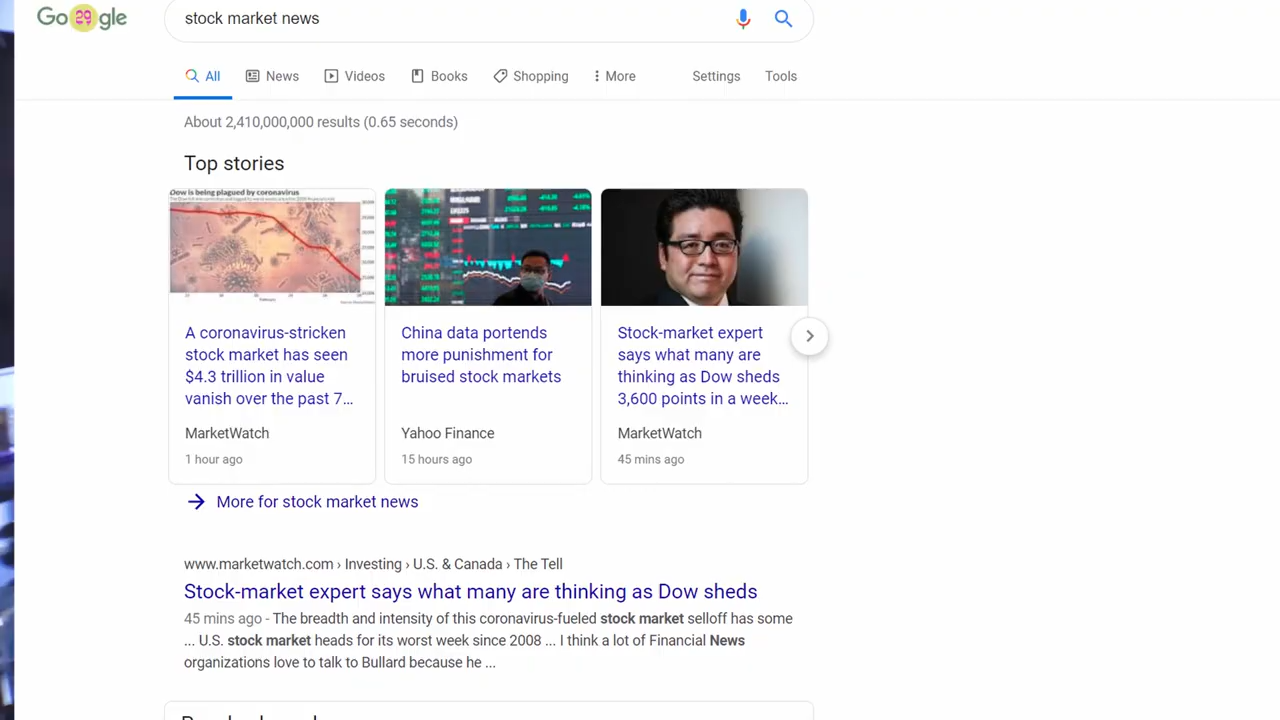 Google
stock market news
All
News
Videos
Books
Shopping
More
Settings
Tools
About 2,410,000,000 results (0.65 seconds)
Top stories
Dow is being plagued by coronavirus
A coronavirus-stricken
stock market has seen
$4.3 trillion in value
vanish over the past 7...
MarketWatch
1 hour ago
China data portends
more punishment for
bruised stock markets
Yahoo Finance
15 hours ago
Stock-market expert
says what many are
thinking as Dow sheds
3,600 points in a week...
MarketWatch
45 mins ago
More for stock market news
www.marketwatch.com › Investing › U.S. & Canada › The Tell
Stock-market expert says what many are thinking as Dow sheds
45 mins ago - The breadth and intensity of this coronavirus-fueled stock market selloff has some
... U.S. stock market heads for its worst week since 2008 ... I think a lot of Financial News
organizations love to talk to Bullard because he ...